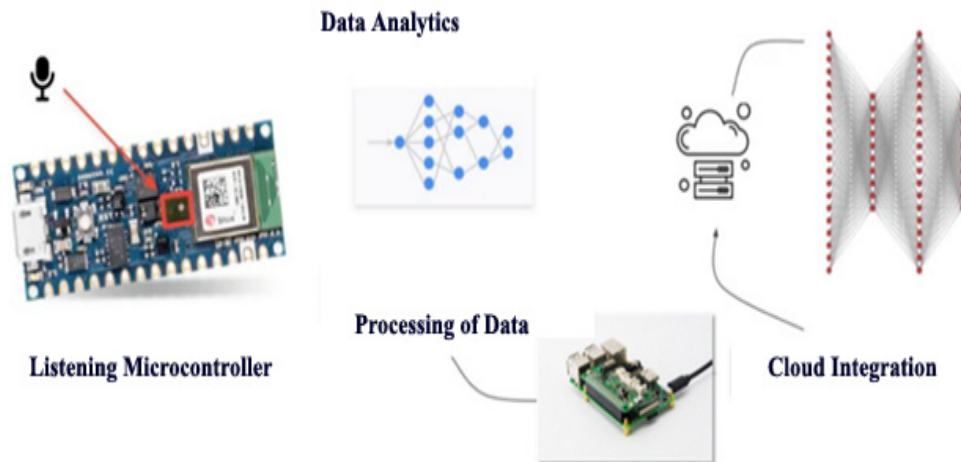 Data Analytics
Processing of Data
Listening Microcontroller
Cloud Integration